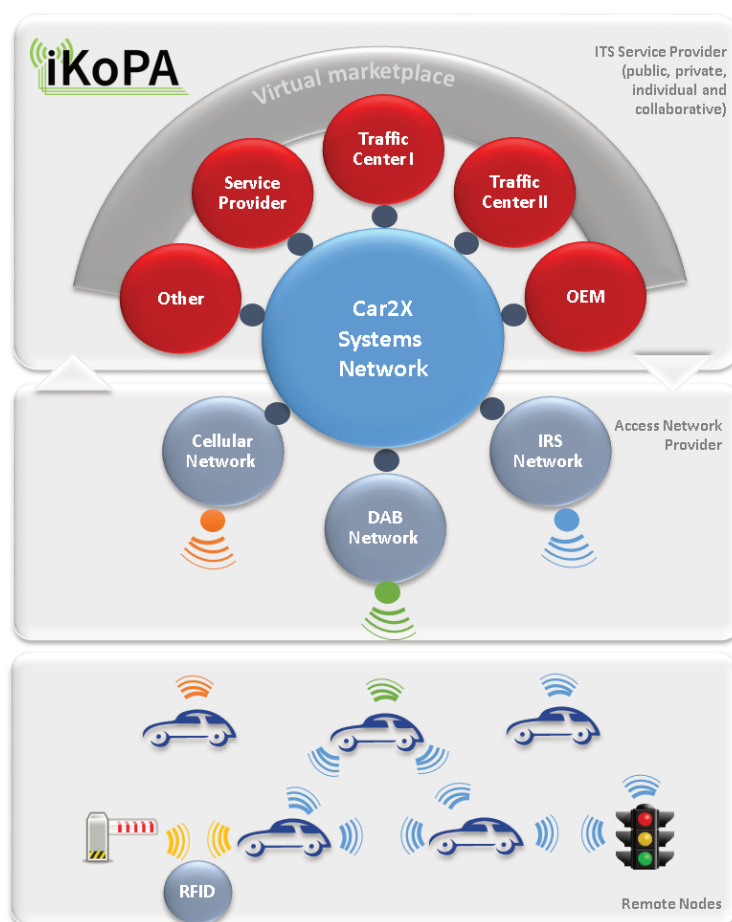 iKoPA
ITS Service Provider
(public, private,
individual and
collaborative)
Virtual marketplace
Traffic
Center I
Service
Provider
Traffic
Center II
Other
OEM
Car2X
Systems
Network
Cellular
Network
IRS
Network
Access Network
Provider
DAB
Network
RFID
Remote Nodes